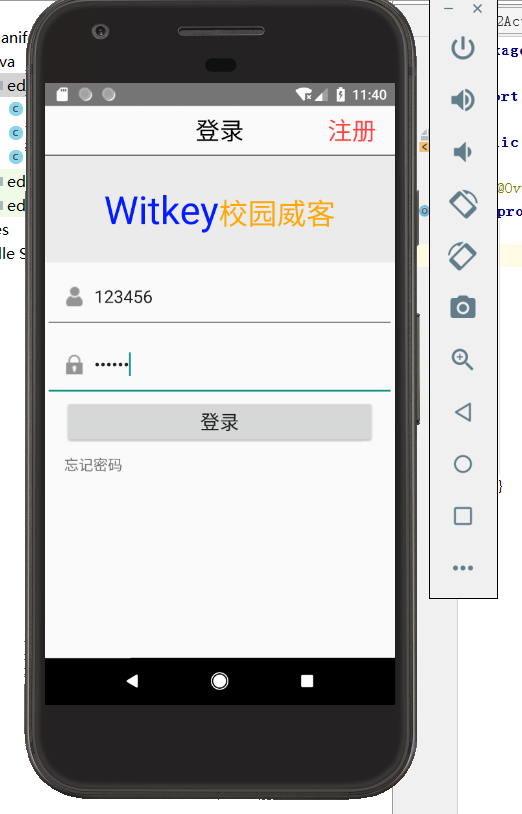 11:40
登录 注册
Witkey校园威客
123456
••••••
登录
忘记密码
2Act
kage
va
ed
ort
lic
ed
@Ov
ed
pro
es
lle S
}